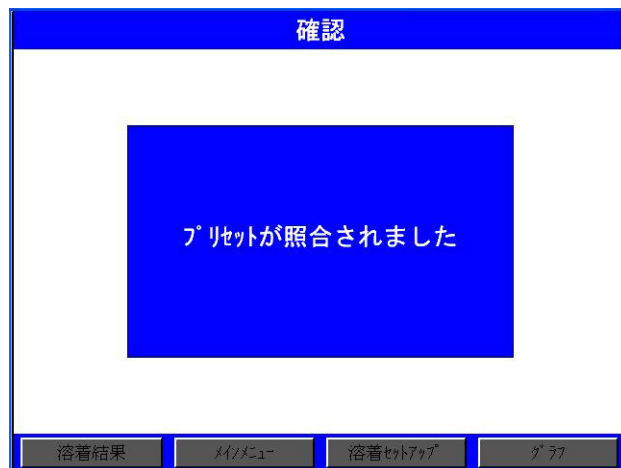 確認
ﾌﾟﾘｾｯﾄが照合されました
溶着結果
ﾒｲﾝﾒﾆｭｰ
溶着ｾｯﾄｱｯﾌﾟ
ｸﾞﾗﾌ